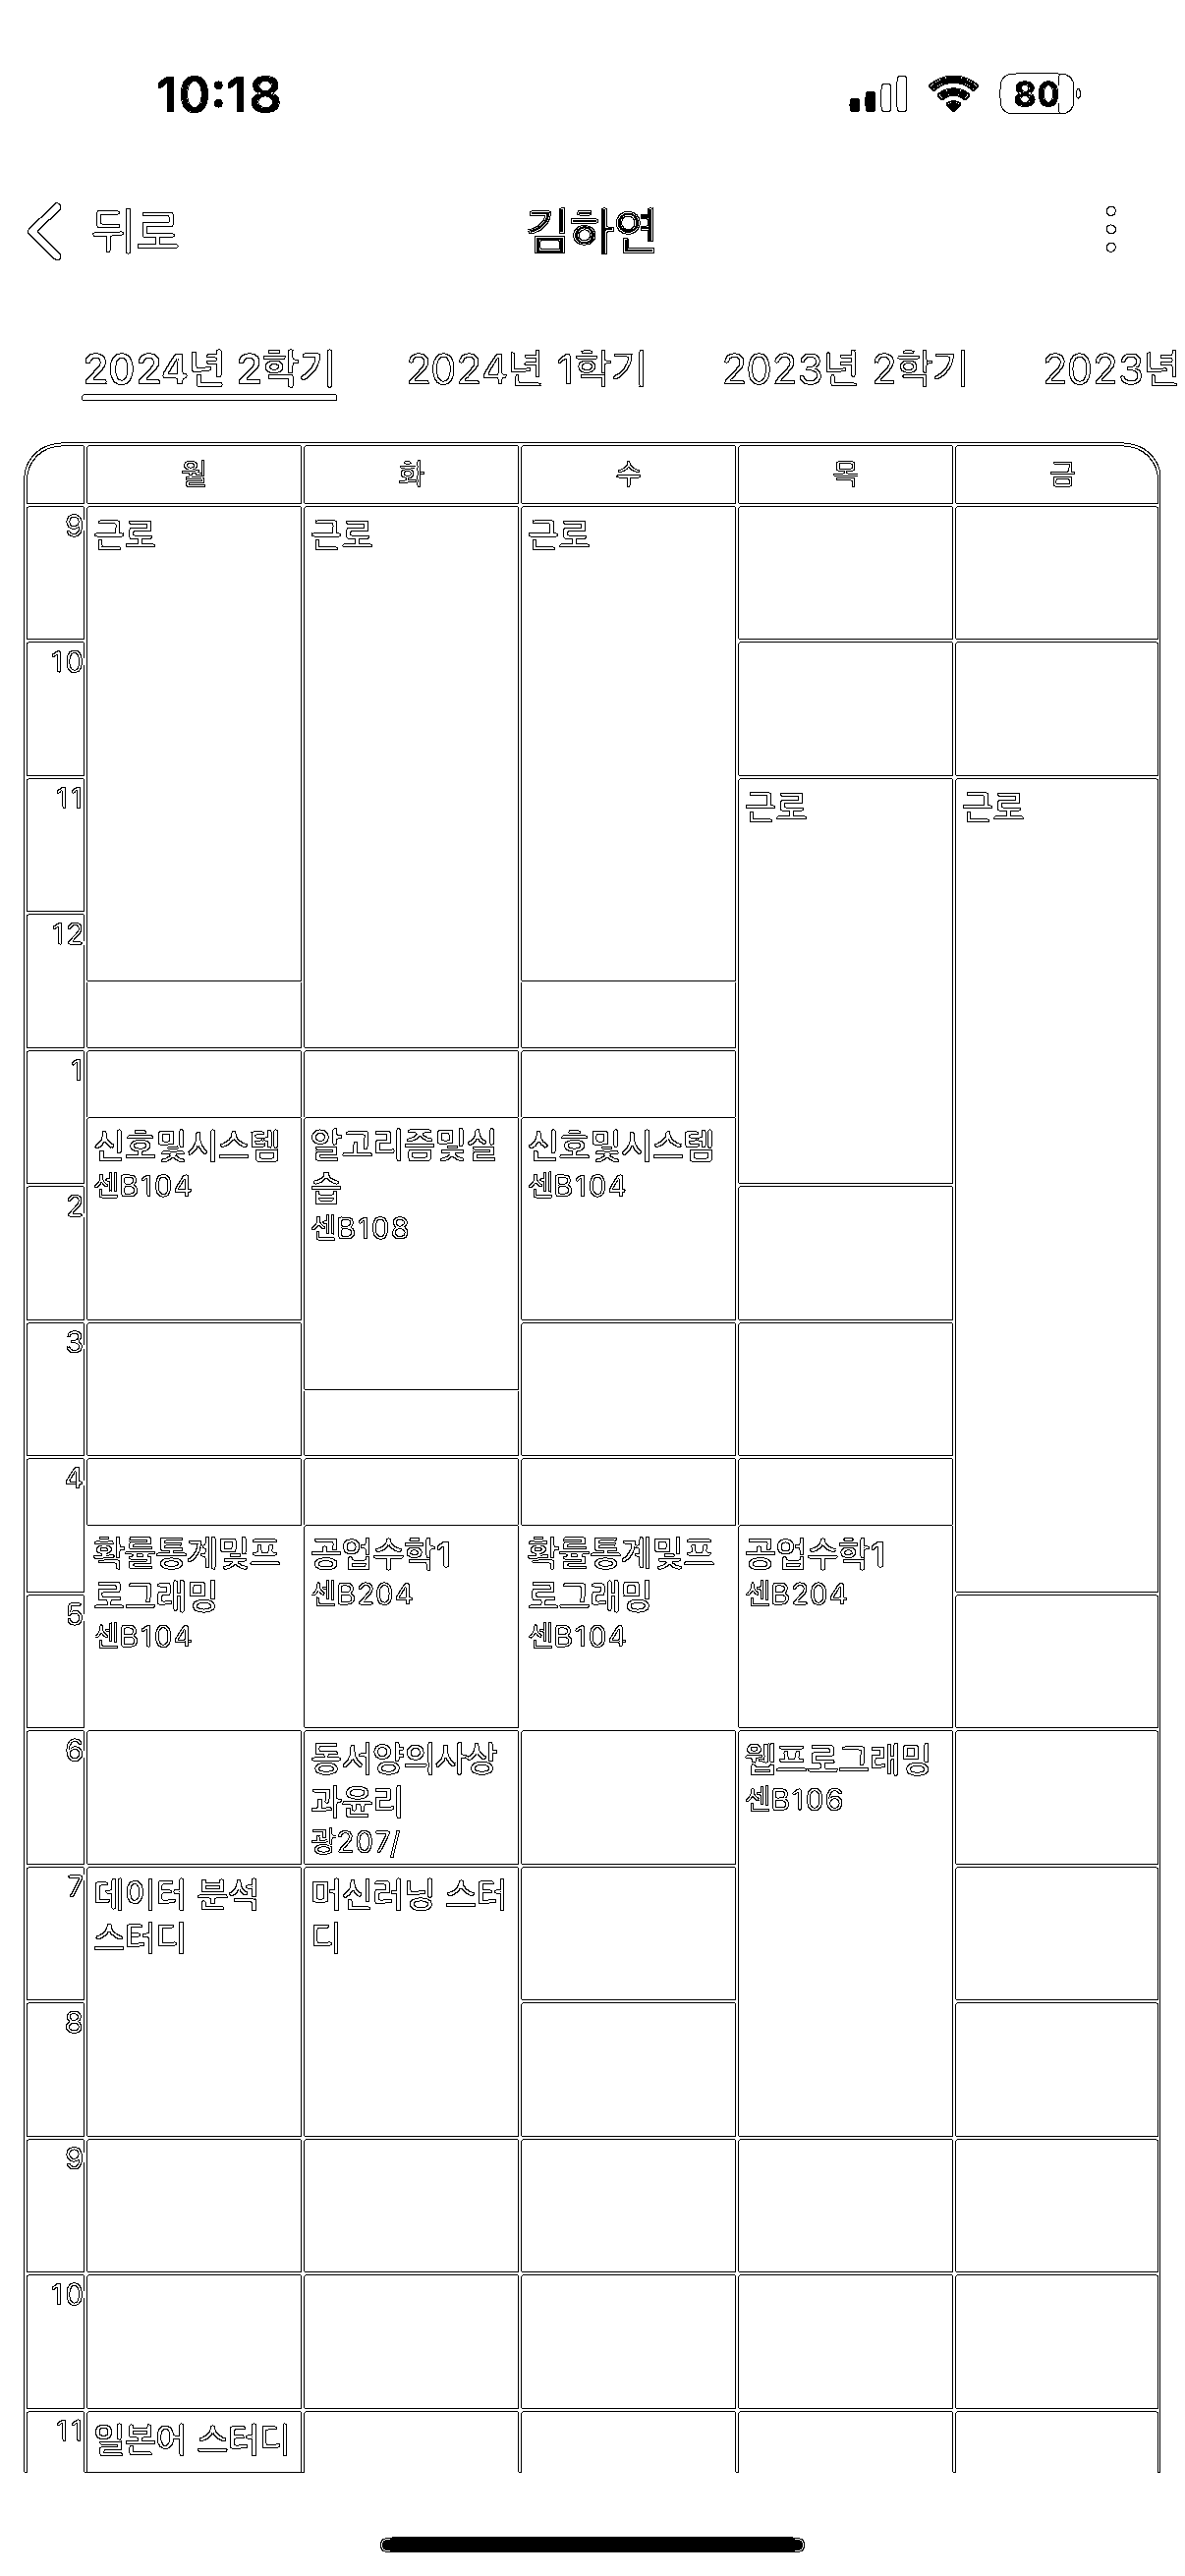 10:18
80
뒤로
김하연
2024년 2학기
2024년 1학기
2023년 2학기
2023년
월
화
수
목
금
9
근로
근로
근로
10
11
근로
근로
12
1
신호및시스템
센B104
알고리즘및실
습
센B108
신호및시스템
센B104
2
3
4
확률통계및프
로그래밍
센B104
공업수학1
센B204
확률통계및프
로그래밍
센B104
공업수학1
센B204
5
6
동서양의사상
과윤리
광207/
웹프로그래밍
센B106
7
데이터 분석
스터디
머신러닝 스터
디
8
9
10
11
일본어 스터디